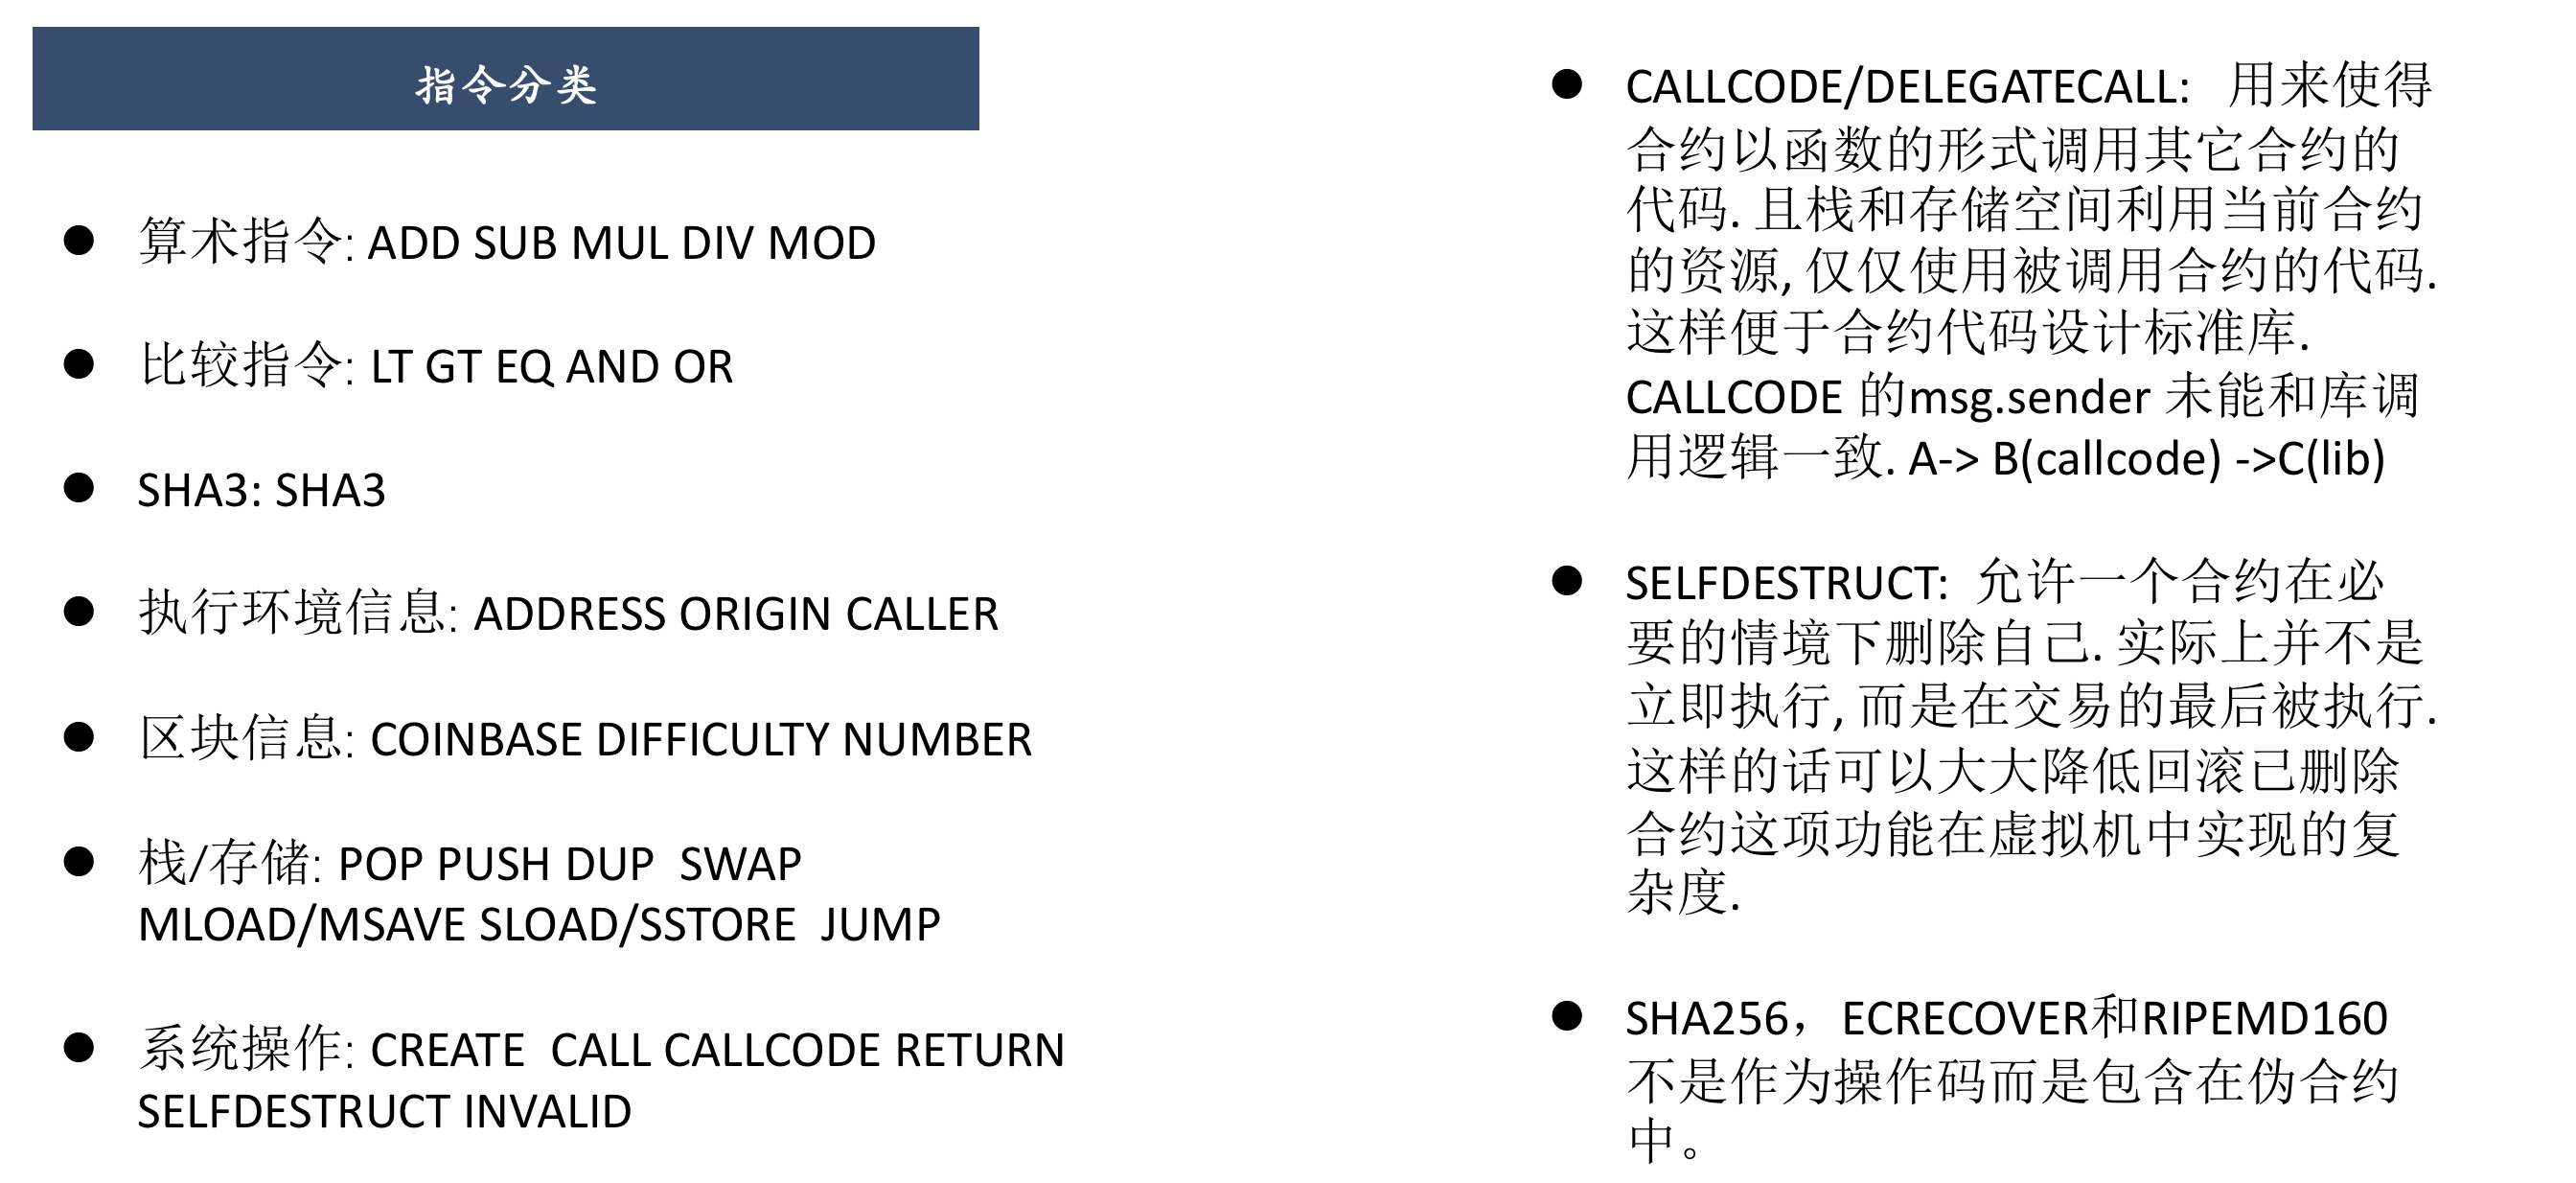 指令分类
● 算术指令: ADD SUB MUL DIV MOD
● 比较指令: LT GT EQ AND OR
● SHA3: SHA3
● 执行环境信息: ADDRESS ORIGIN CALLER
● 区块信息: COINBASE DIFFICULTY NUMBER
● 栈/存储: POP PUSH DUP SWAP
MLOAD/MSAVE SLOAD/SSTORE JUMP
● 系统操作: CREATE CALL CALLCODE RETURN
SELFDESTRUCT INVALID
● CALLCODE/DELEGATECALL: 用来使得
合约以函数的形式调用其它合约的
代码. 且栈和存储空间利用当前合约
的资源, 仅仅使用被调用合约的代码.
这样便于合约代码设计标准库.
CALLCODE 的msg.sender 未能和库调
用逻辑一致. A-> B(callcode) ->C(lib)
● SELFDESTRUCT: 允许一个合约在必
要的情境下删除自己. 实际上并不是
立即执行, 而是在交易的最后被执行.
这样的话可以大大降低回滚已删除
合约这项功能在虚拟机中实现的复
杂度.
● SHA256，ECRECOVER和RIPEMD160
不是作为操作码而是包含在伪合约
中。